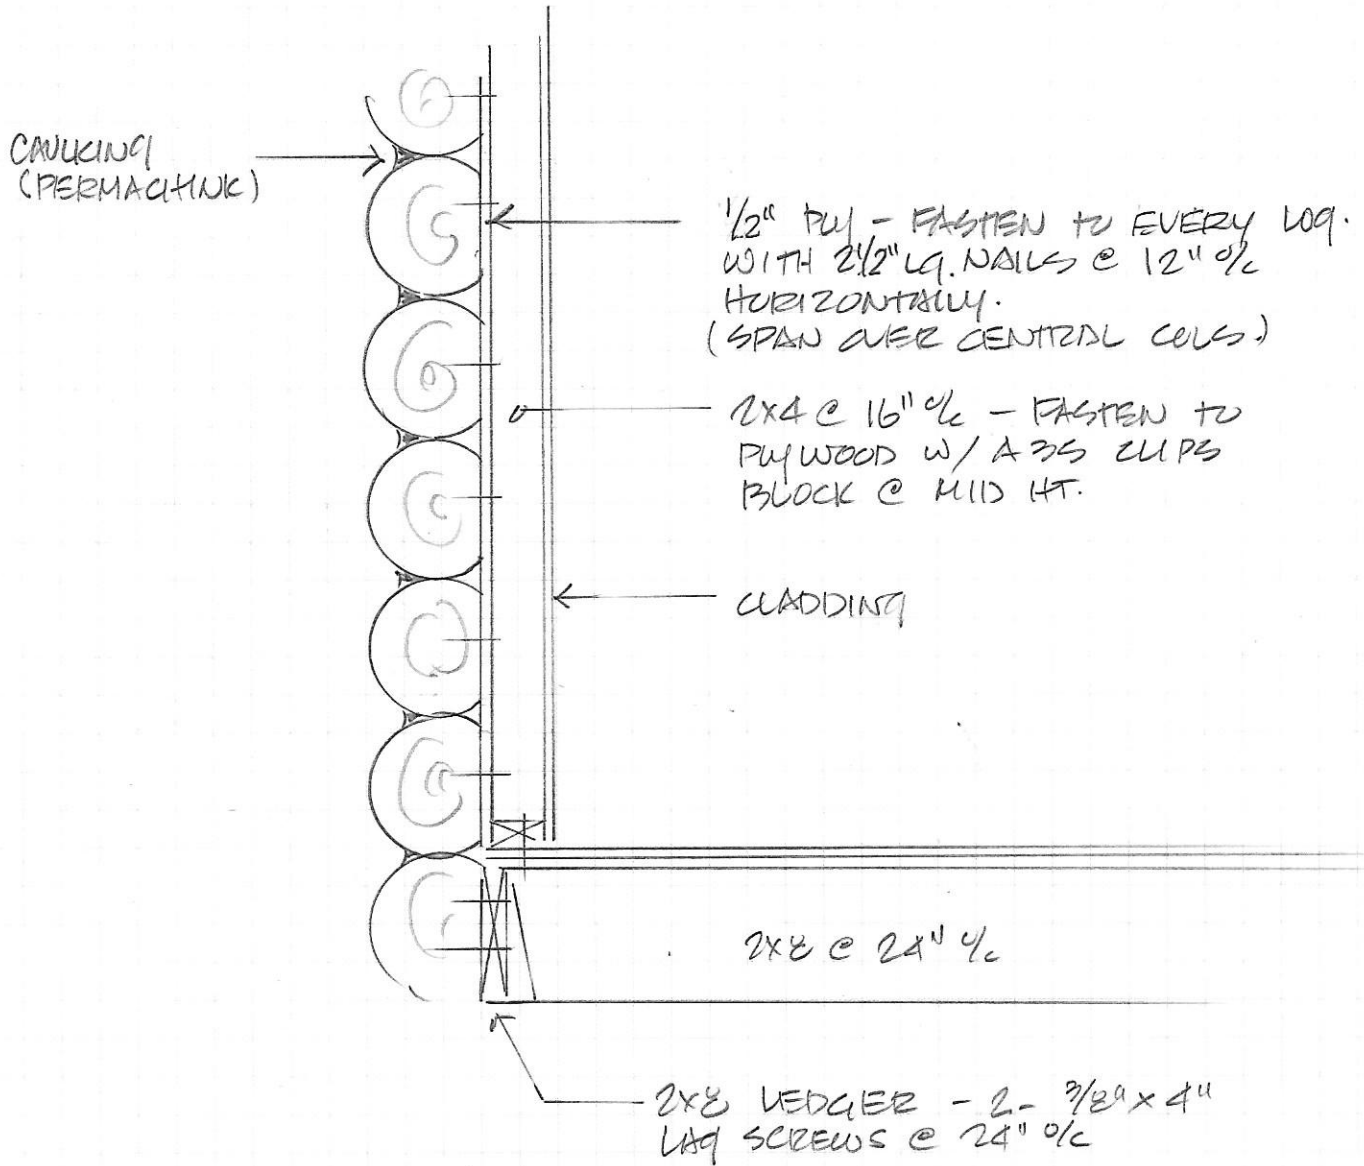 CAULKING
(PERMACHINK)
1/2" PLY - FASTEN TO EVERY LOG.
WITH 2 1/2" LG. NAILS @ 12" O/C
HORIZONTALLY.
(SPAN OVER CENTRAL COLS.)
2X4 @ 16" O/C - FASTEN TO
PLYWOOD W/ A35 CLIPS
BLOCK @ MID HT.
CLADDING
2X8 @ 24" O/C
2X8 LEDGER - 2- 3/8" X 4"
LAG SCREWS @ 24" O/C